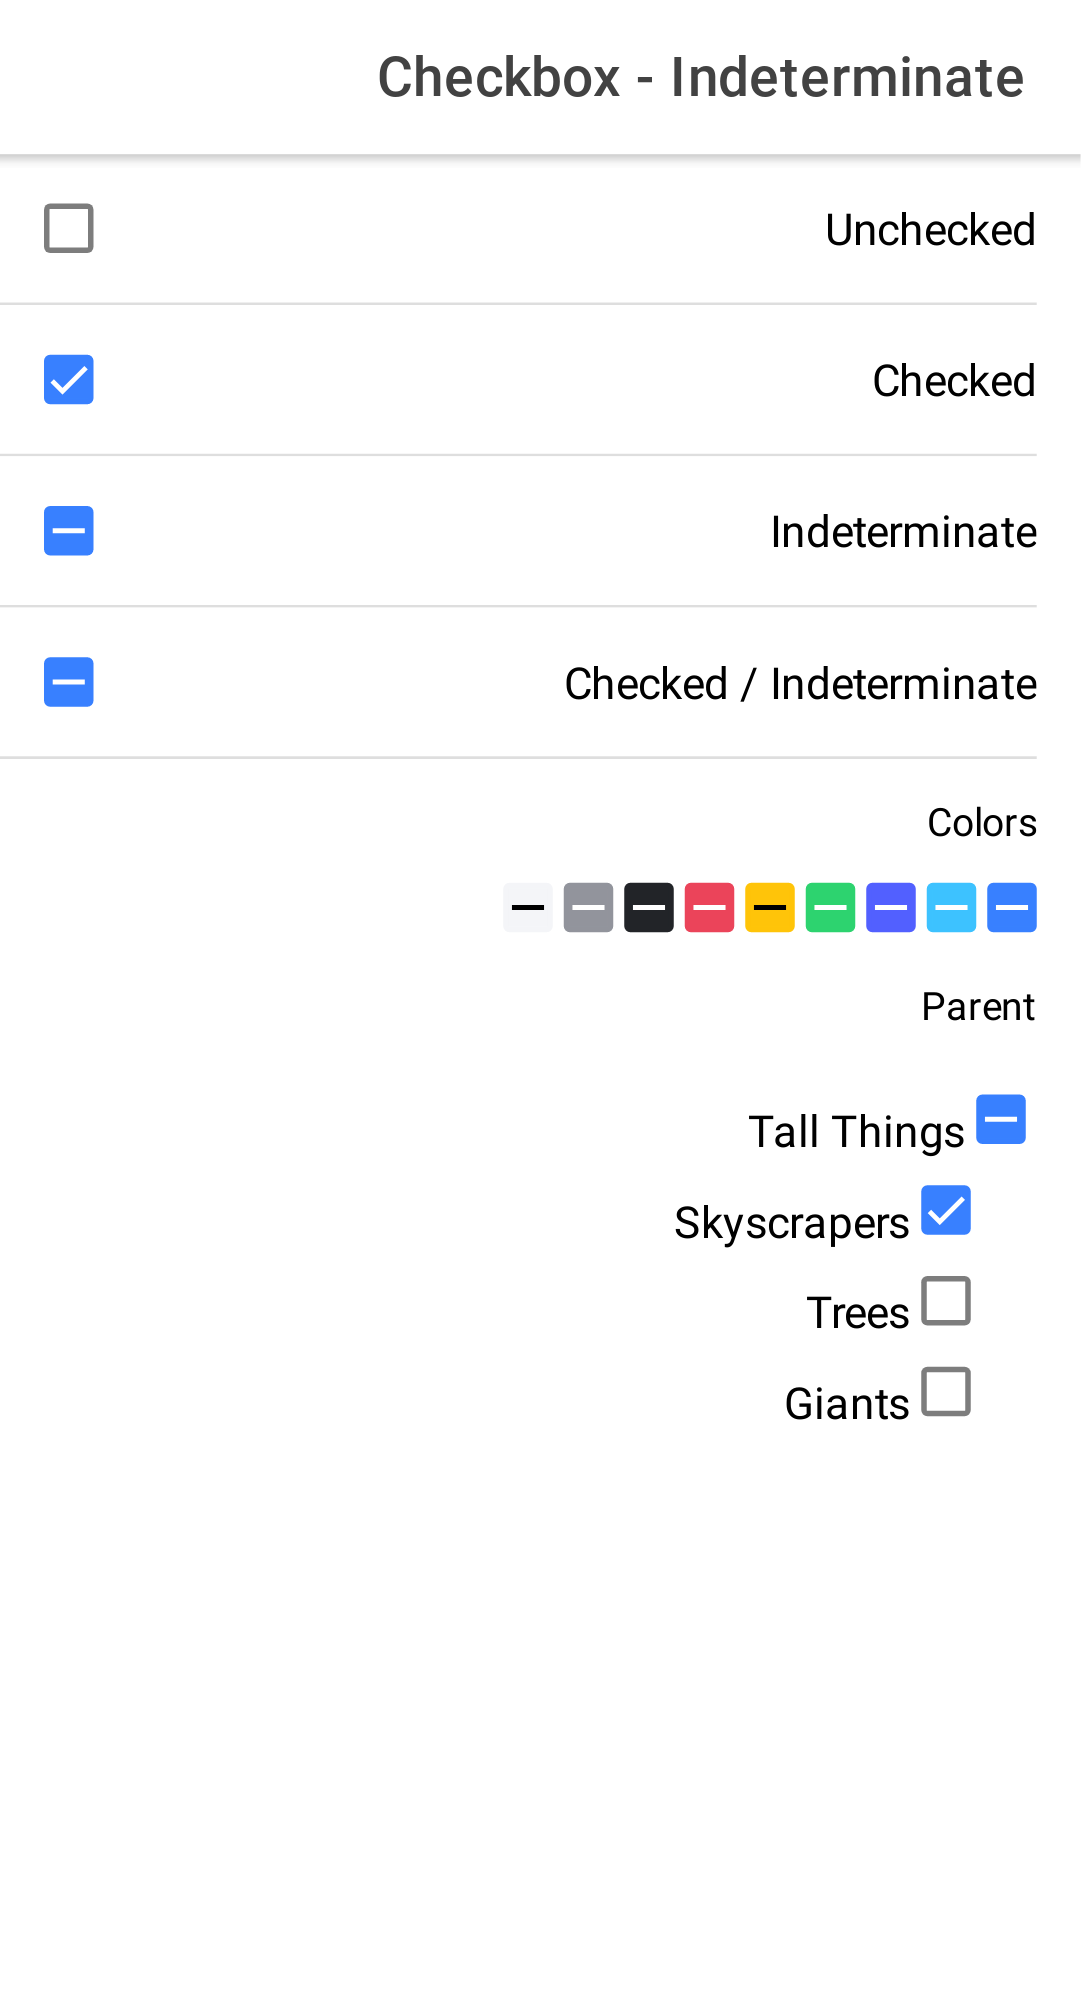 Checkbox - Indeterminate
Unchecked
Checked
Indeterminate
Checked / Indeterminate
Colors
Parent
Tall Things
Skyscrapers
Trees
Giants